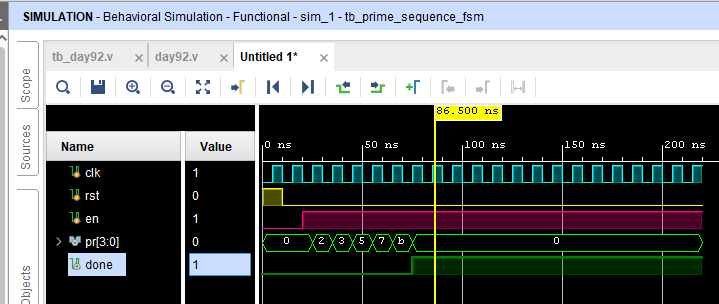 SIMULATION - Behavioral Simulation - Functional - sim_1 - tb_prime_sequence_fsm
tb_day92.v day92.v Untitled 1*
Scope
Sources
Objects
86.500 ns
Name Value 0 ns 50 ns 100 ns 150 ns 200 ns
clk 1
rst 0
en 1
pr[3:0] 0 0 2 3 5 7 b 0
done 1